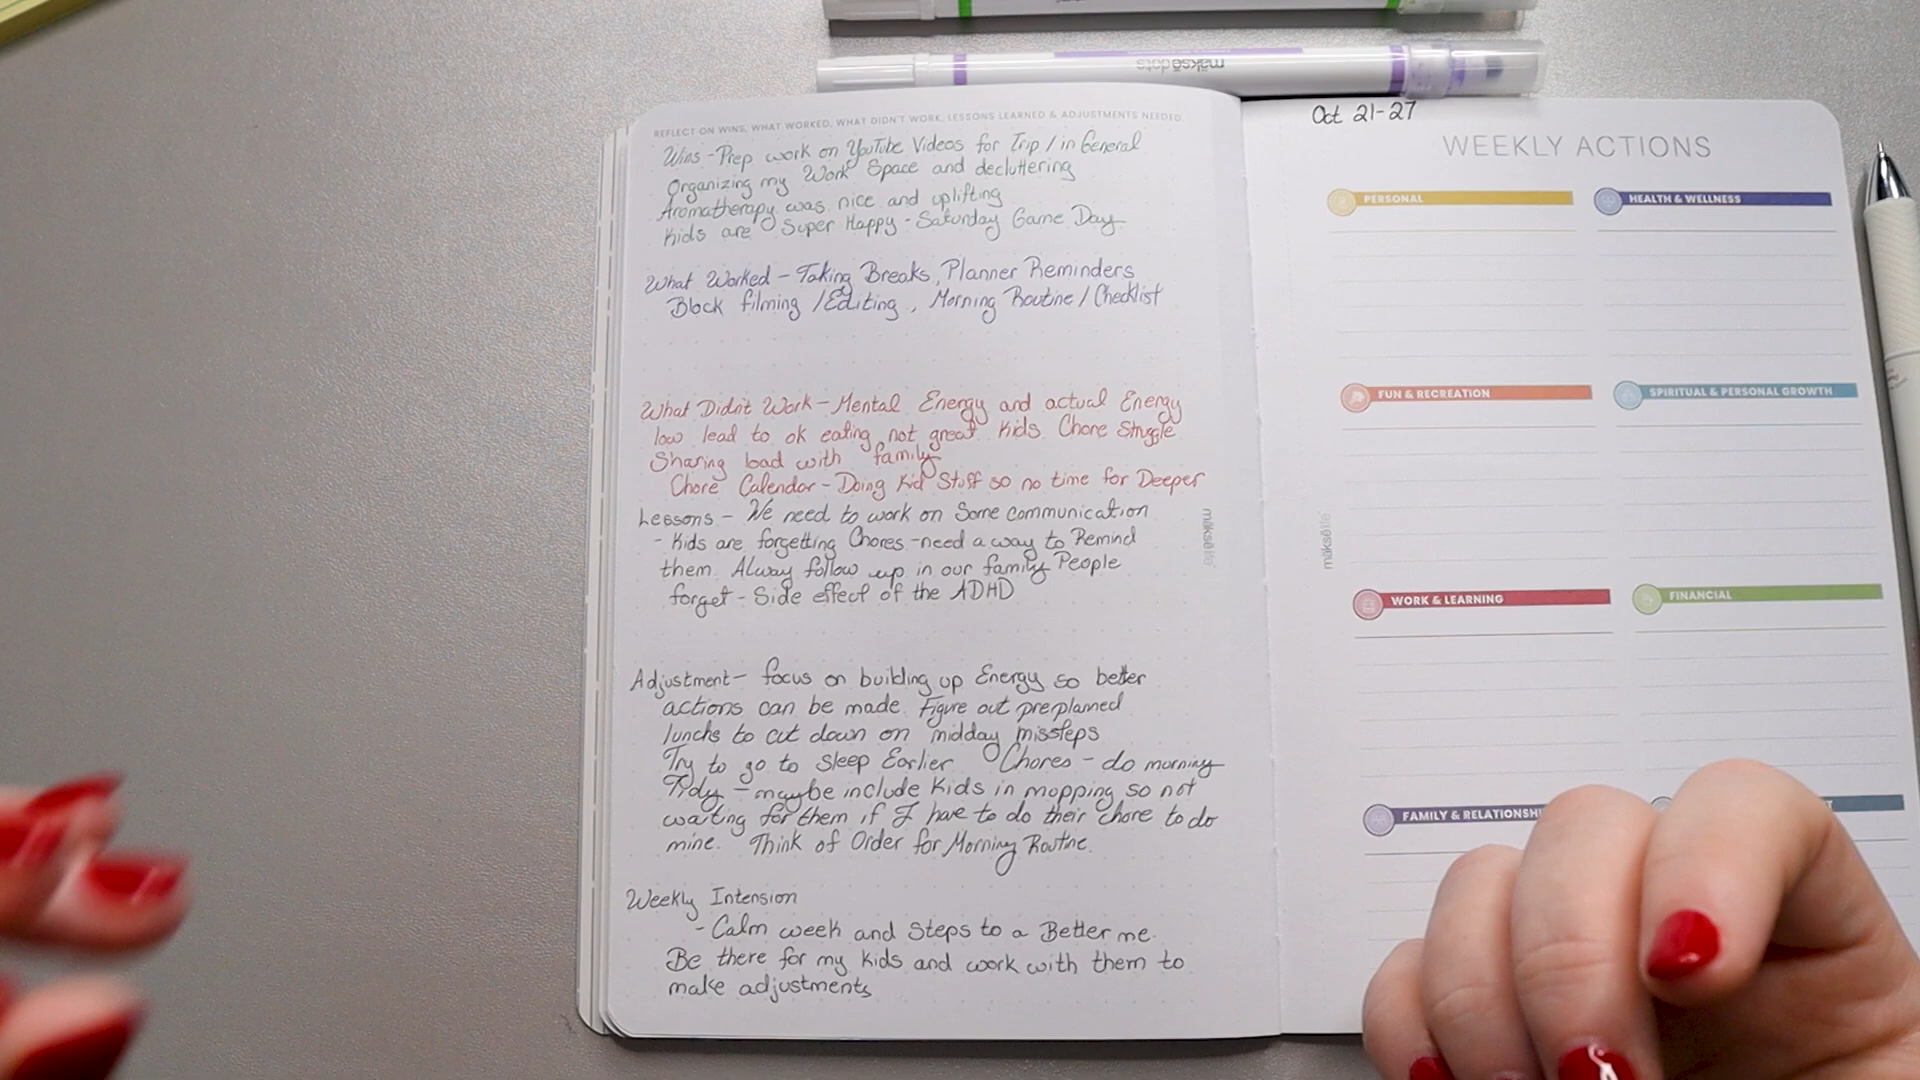 mäksēdots
REFLECT ON WINS, WHAT WORKED, WHAT DIDN'T WORK, LESSONS LEARNED & ADJUSTMENTS NEEDED.
Wins - Prep work on YouTube Videos for Trip / in General
Organizing my Work Space and decluttering
Aromatherapy was nice and uplifting
Kids are Super Happy - Saturday Game Day
What Worked - Taking Breaks, Planner Reminders
Block filming / Editing, Morning Routine / Checklist
What Didn't Work - Mental Energy and actual Energy
low lead to ok eating, not great Kids Chore Struggle
Sharing load with family
Chore Calendar - Doing Kid Stuff so no time for Deeper
Lessons - We need to work on Some communication
- Kids are forgetting Chores - need a way to Remind
them. Alway follow up in our family People
forget - Side effect of the ADHD
Adjustment - focus on building up Energy so better
actions can be made. Figure out preplanned
lunchs to cut down on midday missteps
Try to go to sleep Earlier Chores - do morning
Tidy - maybe include Kids in mopping so not
waiting for them if I have to do their chore to do
mine. Think of Order for Morning Routine.
Weekly Intension
- Calm week and steps to a Better me.
Be there for my kids and work with them to
make adjustments
mäksēlife
Oct 21-27
WEEKLY ACTIONS
PERSONAL
HEALTH & WELLNESS
FUN & RECREATION
SPIRITUAL & PERSONAL GROWTH
mäksēlife
WORK & LEARNING
FINANCIAL
FAMILY & RELATIONSHI